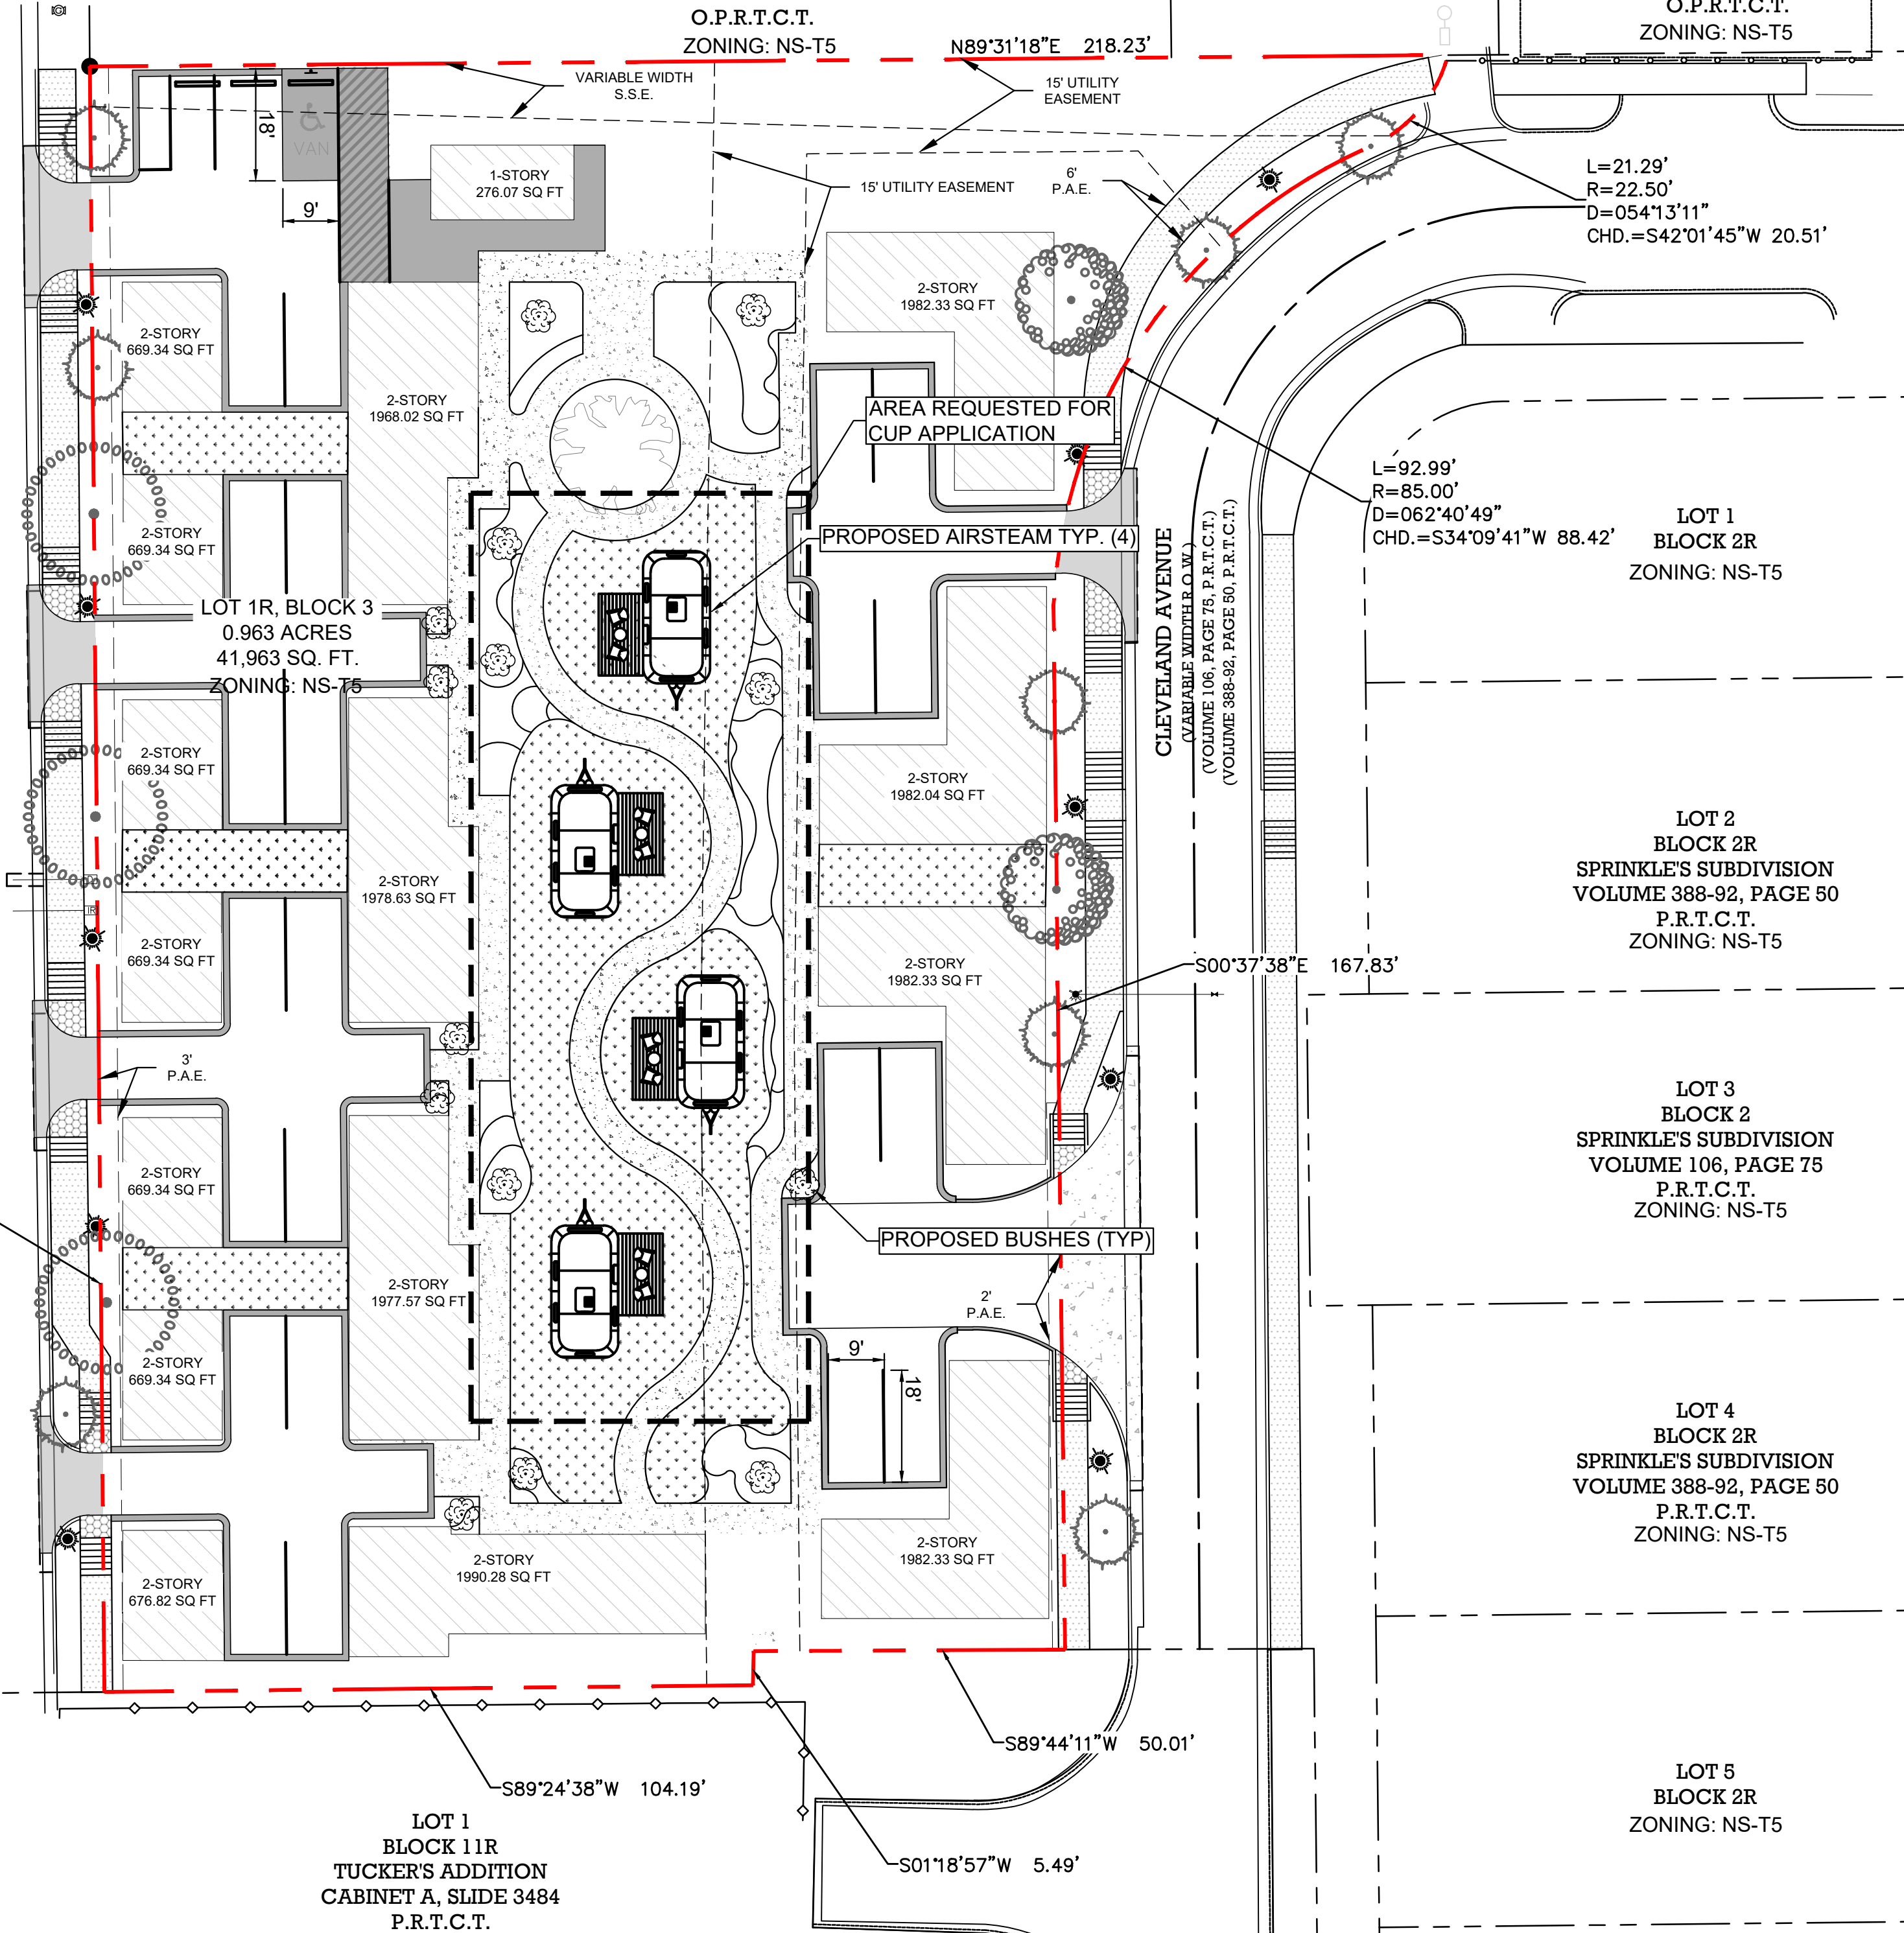 O.P.R.T.C.T.
ZONING: NS-T5
N89°31'18"E 218.23'
O.P.R.T.C.T.
ZONING: NS-T5
VARIABLE WIDTH
S.S.E.
15' UTILITY
EASEMENT
18'
VAN
9'
1-STORY
276.07 SQ FT
15' UTILITY EASEMENT
6'
P.A.E.
L=21.29'
R=22.50'
D=054°13'11"
CHD.=S42°01'45"W 20.51'
2-STORY
1982.33 SQ FT
2-STORY
669.34 SQ FT
2-STORY
1968.02 SQ FT
AREA REQUESTED FOR
CUP APPLICATION
L=92.99'
R=85.00'
D=062°40'49"
CHD.=S34°09'41"W 88.42'
2-STORY
669.34 SQ FT
PROPOSED AIRSTEAM TYP. (4)
LOT 1
BLOCK 2R
ZONING: NS-T5
CLEVELAND AVENUE
(VARIABLE WIDTH R.O.W.)
(VOLUME 106, PAGE 75, P.R.T.C.T.)
(VOLUME 388-92, PAGE 50, P.R.T.C.T.)
LOT 1R, BLOCK 3
0.963 ACRES
41,963 SQ. FT.
ZONING: NS-T5
2-STORY
669.34 SQ FT
2-STORY
1982.04 SQ FT
LOT 2
BLOCK 2R
SPRINKLE'S SUBDIVISION
VOLUME 388-92, PAGE 50
P.R.T.C.T.
ZONING: NS-T5
2-STORY
1978.63 SQ FT
2-STORY
669.34 SQ FT
2-STORY
1982.33 SQ FT
S00°37'38"E 167.83'
3'
P.A.E.
LOT 3
BLOCK 2
SPRINKLE'S SUBDIVISION
VOLUME 106, PAGE 75
P.R.T.C.T.
ZONING: NS-T5
2-STORY
669.34 SQ FT
PROPOSED BUSHES (TYP)
2-STORY
1977.57 SQ FT
2'
P.A.E.
2-STORY
669.34 SQ FT
9'
18'
LOT 4
BLOCK 2R
SPRINKLE'S SUBDIVISION
VOLUME 388-92, PAGE 50
P.R.T.C.T.
ZONING: NS-T5
2-STORY
676.82 SQ FT
2-STORY
1990.28 SQ FT
2-STORY
1982.33 SQ FT
S89°44'11"W 50.01'
S89°24'38"W 104.19'
S01°18'57"W 5.49'
LOT 5
BLOCK 2R
ZONING: NS-T5
LOT 1
BLOCK 11R
TUCKER'S ADDITION
CABINET A, SLIDE 3484
P.R.T.C.T.